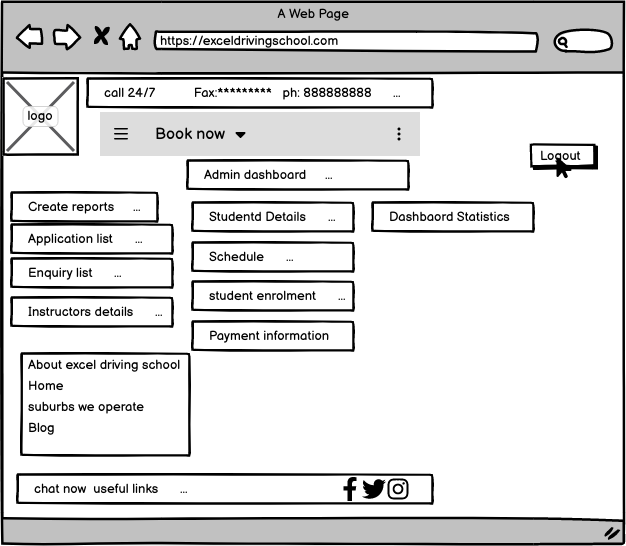 A Web Page
https://exceldrivingschool.com
logo
call 24/7 Fax:********* ph: 888888888 ...
Book now
Logout
Admin dashboard ...
Create reports ...
Studentd Details ...
Dashbaord Statistics
Application list ...
Schedule ...
Enquiry list ...
student enrolment ...
Instructors details ...
Payment information
About excel driving school
Home
suburbs we operate
Blog
chat now useful links ...